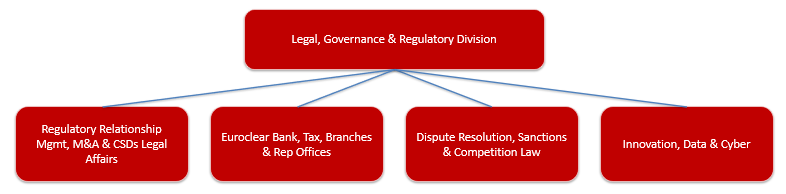 Legal, Governance & Regulatory Division
Regulatory Relationship
Mgmt, M&A & CSDs Legal
Affairs
Euroclear Bank, Tax, Branches
& Rep Offices
Dispute Resolution, Sanctions
& Competition Law
Innovation, Data & Cyber